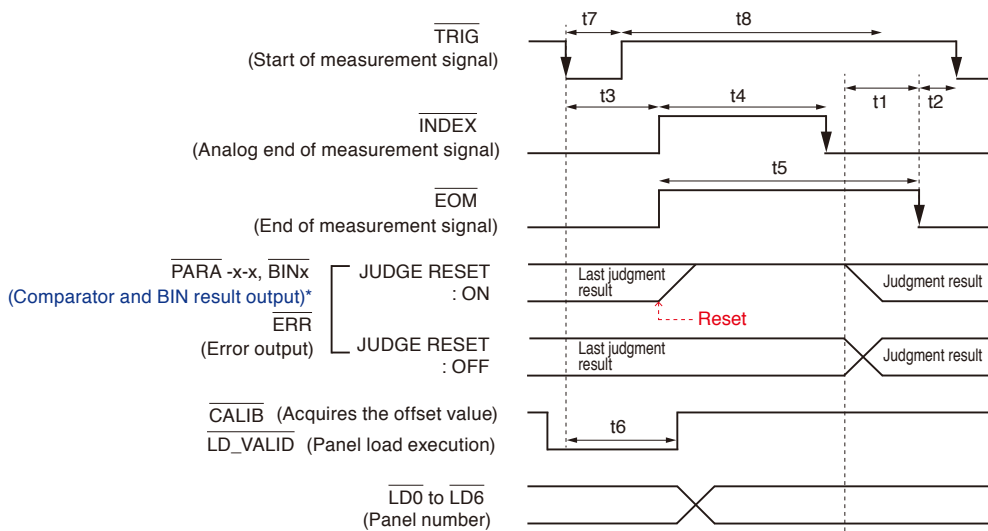 t7 t8
TRIG
(Start of measurement signal)
t3 t4 t1 t2
INDEX
(Analog end of measurement signal)
t5
EOM
(End of measurement signal)
PARA -x-x, BINx
(Comparator and BIN result output)*
ERR
(Error output)
JUDGE RESET
: ON
Last judgment
result
Judgment result
Reset
JUDGE RESET
: OFF
Last judgment
result
Judgment result
CALIB (Acquires the offset value)
LD_VALID (Panel load execution)
t6
LD0 to LD6
(Panel number)